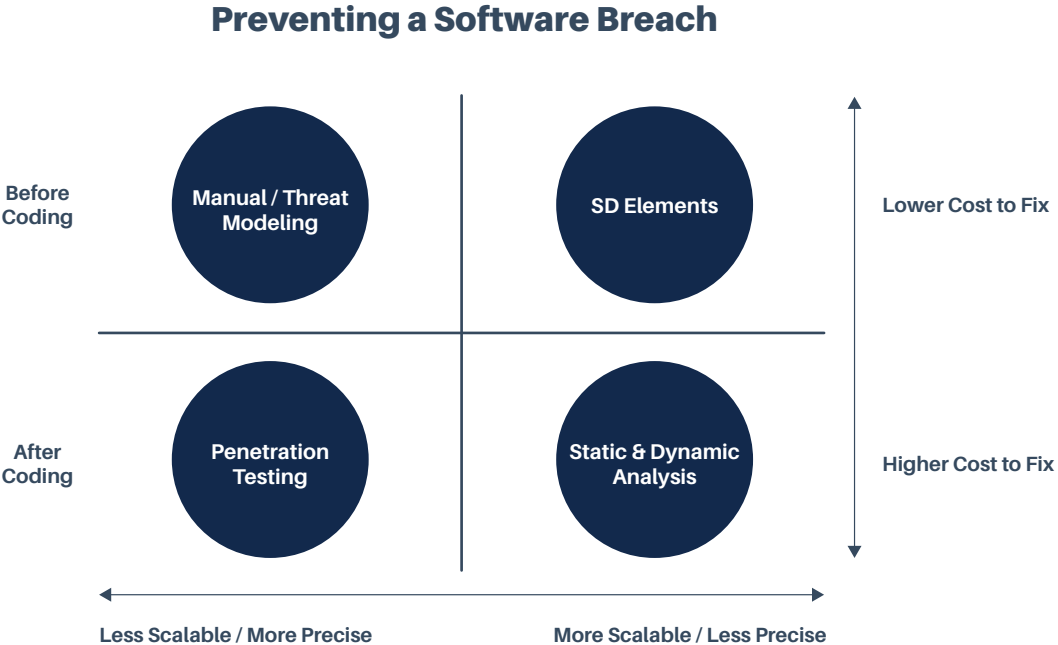 Preventing a Software Breach
Before
Coding
Manual / Threat
Modeling
SD Elements
Lower Cost to Fix
After
Coding
Penetration
Testing
Static & Dynamic
Analysis
Higher Cost to Fix
Less Scalable / More Precise
More Scalable / Less Precise